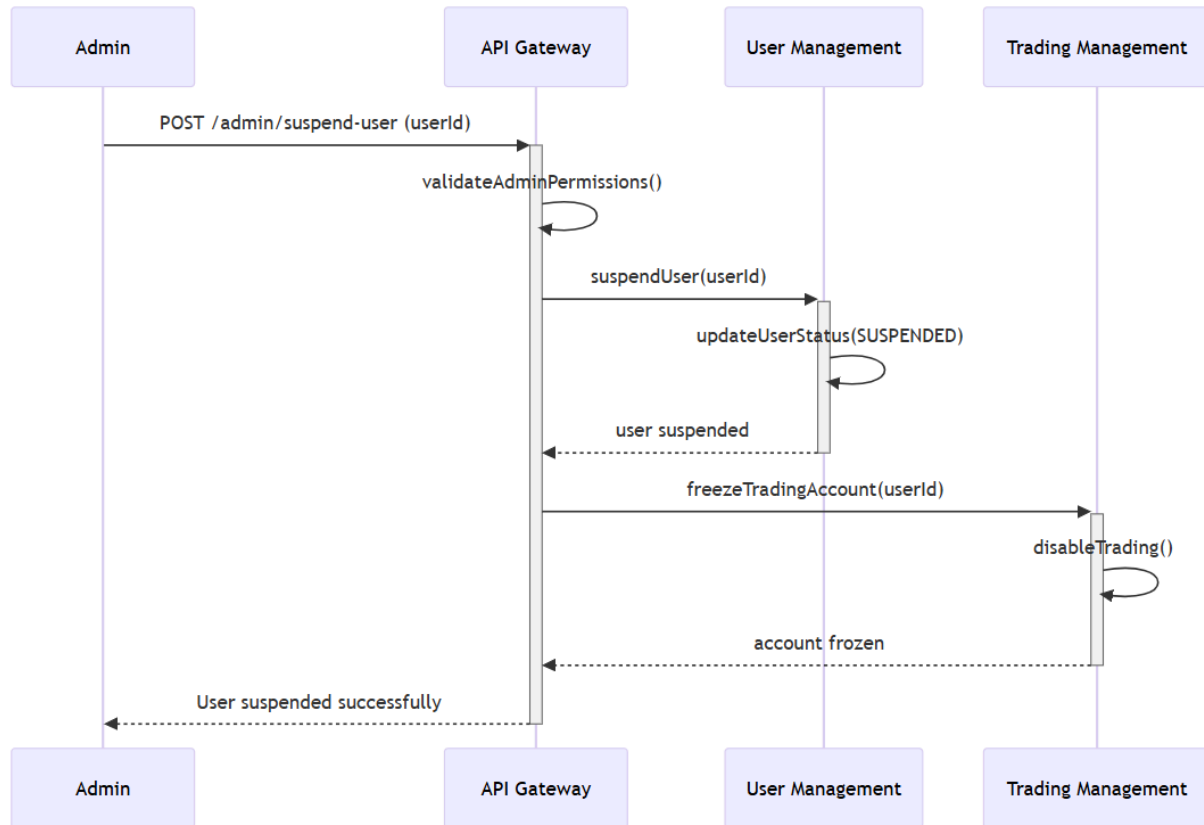 Admin
API Gateway
User Management
Trading Management
POST /admin/suspend-user (userId)
validateAdminPermissions()
suspendUser(userId)
updateUserStatus(SUSPENDED)
user suspended
freezeTradingAccount(userId)
disableTrading()
account frozen
User suspended successfully
Admin
API Gateway
User Management
Trading Management